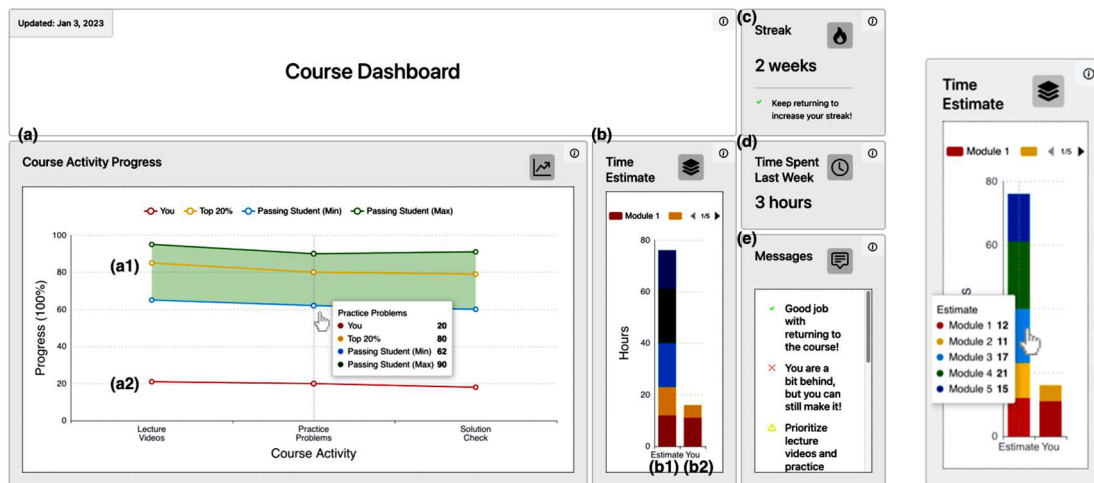 Updated: Jan 3, 2023
Course Dashboard
(c)
Streak
2 weeks
Keep returning to
increase your streak!
(a)
Course Activity Progress
You
Top 20%
Passing Student (Min)
Passing Student (Max)
Progress (100%)
100
80
60
40
20
0
(a1)
(a2)
Practice Problems
You 20
Top 20% 80
Passing Student (Min) 62
Passing Student (Max) 90
Lecture
Videos
Practice
Problems
Solution
Check
Course Activity
(b)
Time
Estimate
Module 1
1/5
Hours
80
60
40
20
0
Estimate You
(b1) (b2)
(d)
Time Spent
Last Week
3 hours
(e)
Messages
Good job
with
returning to
the course!
You are a
bit behind,
but you can
still make it!
Prioritize
lecture
videos and
practice
Time
Estimate
Module 1
1/5
80
60
s
Estimate
Module 1 12
Module 2 11
Module 3 17
Module 4 21
Module 5 15
0
Estimate You